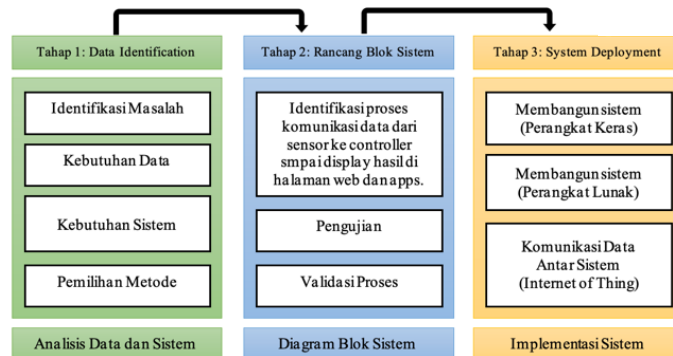 Tahap 1: Data Identification
Identifikasi Masalah
Kebutuhan Data
Kebutuhan Sistem
Pemilihan Metode
Analisis Data dan Sistem
Tahap 2: Rancang Blok Sistem
Identifikasi proses
komunikasi data dari
sensor ke controller
smpai display hasil di
halaman web dan apps.
Pengujian
Validasi Proses
Diagram Blok Sistem
Tahap 3: System Deployment
Membangun sistem
(Perangkat Keras)
Membangun sistem
(Perangkat Lunak)
Komunikasi Data
Antar Sistem
(Internet of Thing)
Implementasi Sistem